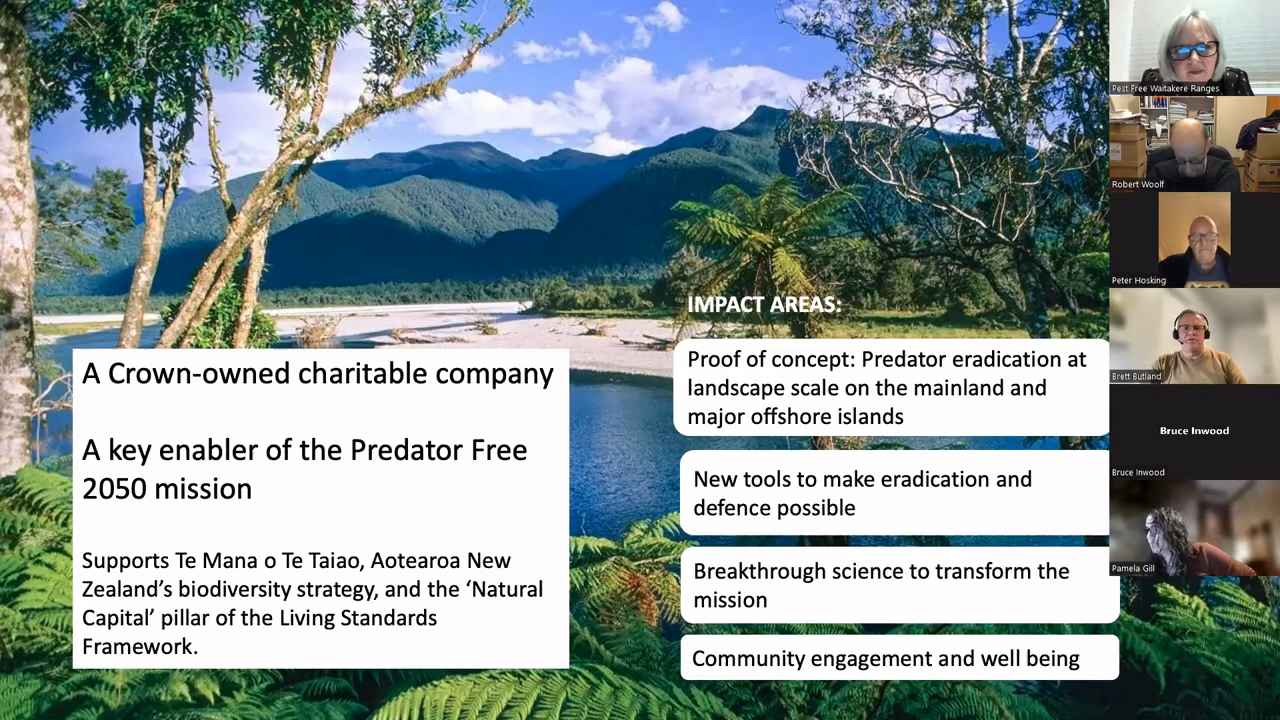 A Crown-owned charitable company
A key enabler of the Predator Free
2050 mission
Supports Te Mana o Te Taiao, Aotearoa New
Zealand’s biodiversity strategy, and the ‘Natural
Capital’ pillar of the Living Standards
Framework.
IMPACT AREAS:
Proof of concept: Predator eradication at
landscape scale on the mainland and
major offshore islands
New tools to make eradication and
defence possible
Breakthrough science to transform the
mission
Community engagement and well being
Pest Free Waitakere Ranges
Robert Woolf
Peter Hosking
Brett Butland
Bruce Inwood
Bruce Inwood
Pamela Gill